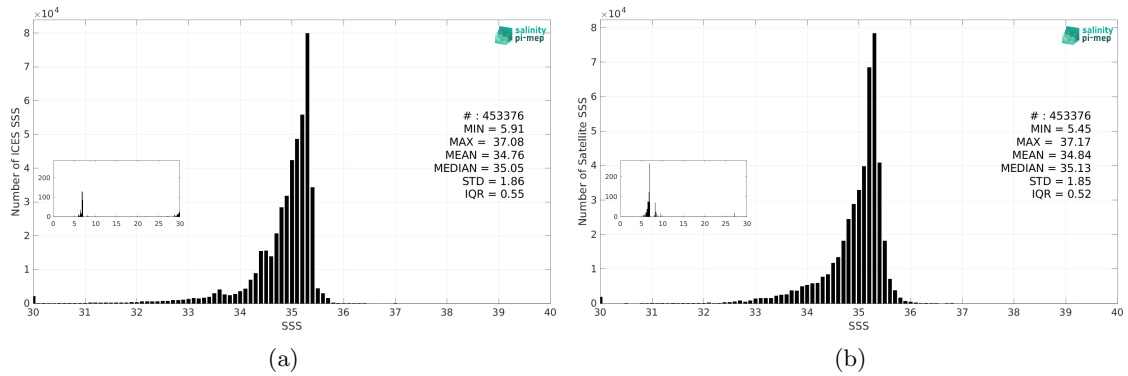 ×10⁴
8
7
6
5
4
3
2
1
0
Number of ICES SSS
salinity
pi-mep
# : 453376
MIN = 5.91
MAX = 37.08
MEAN = 34.76
MEDIAN = 35.05
STD = 1.86
IQR = 0.55
200
100
0
0 5 10 15 20 25 30
30 31 32 33 34 35 36 37 38 39 40
SSS
(a)
×10⁴
8
7
6
5
4
3
2
1
0
Number of Satellite SSS
salinity
pi-mep
# : 453376
MIN = 5.45
MAX = 37.17
MEAN = 34.84
MEDIAN = 35.13
STD = 1.85
IQR = 0.52
200
100
0
0 5 10 15 20 25 30
30 31 32 33 34 35 36 37 38 39 40
SSS
(b)